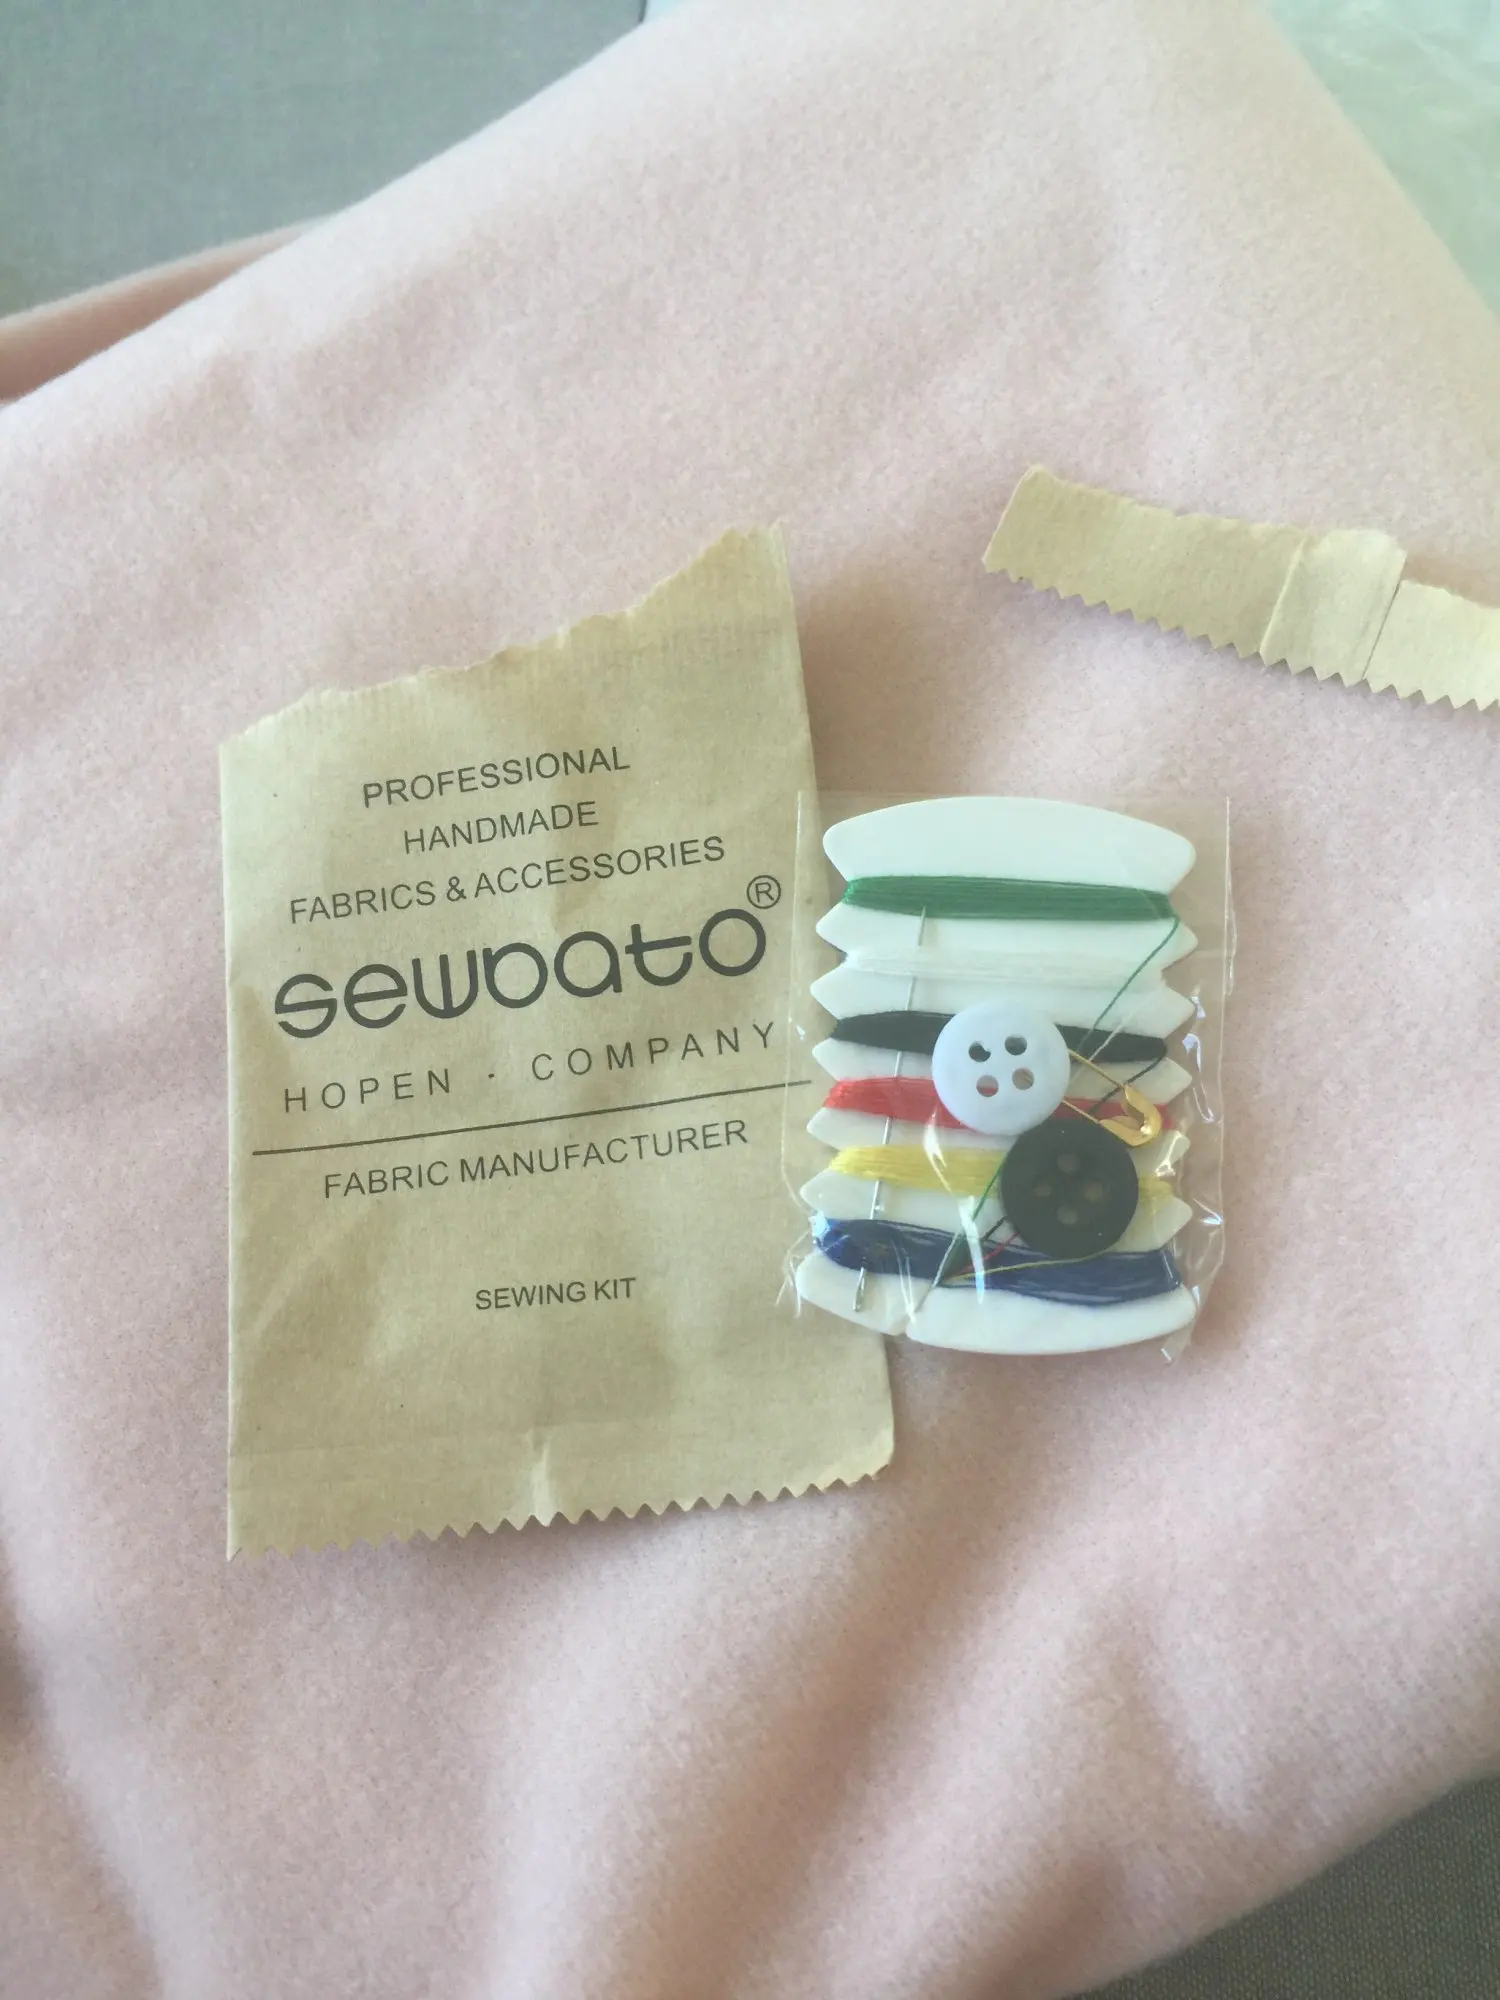 PROFESSIONAL
HANDMADE
FABRICS & ACCESSORIES
sewbato®
HOPEN · COMPANY
FABRIC MANUFACTURER
SEWING KIT